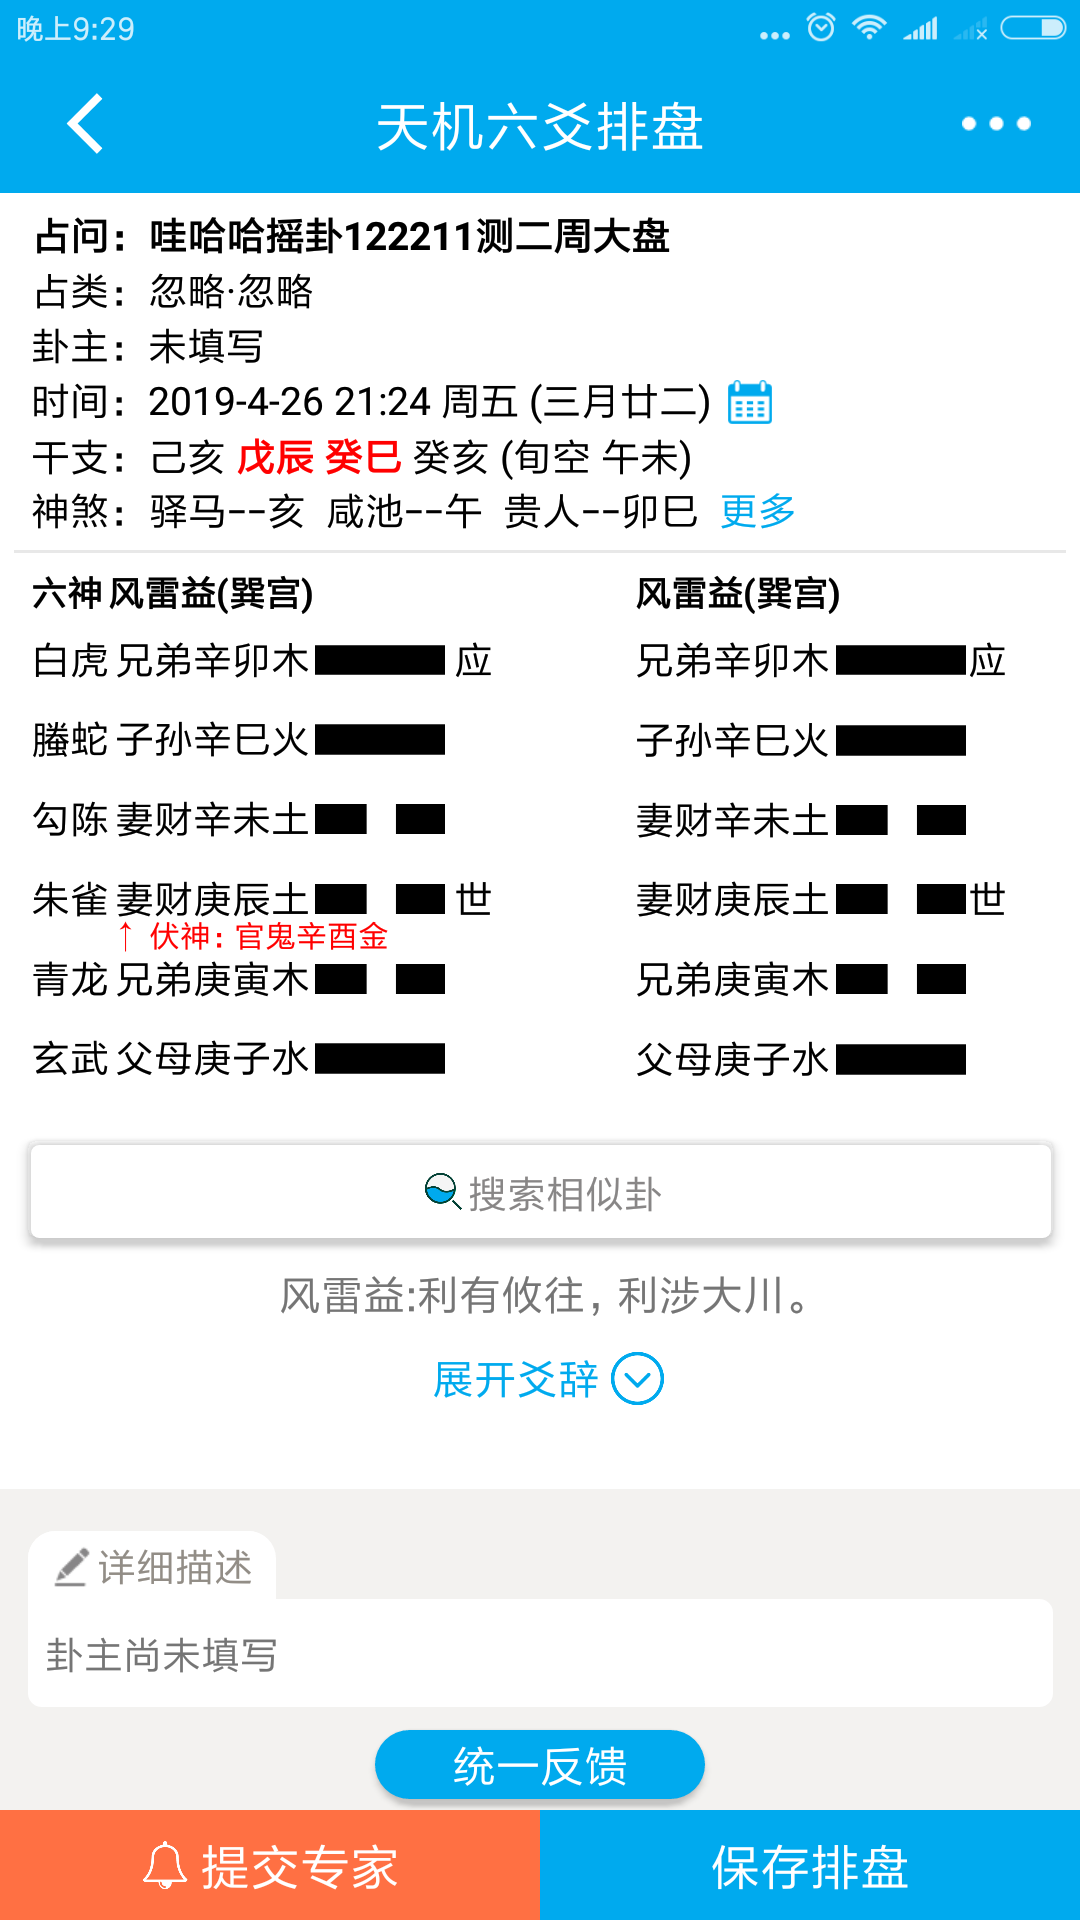 晚上9:29
天机六爻排盘
占问：哇哈哈摇卦122211测二周大盘
占类：忽略·忽略
卦主：未填写
时间：2019-4-26 21:24 周五 (三月廿二)
干支：己亥 戊辰 癸巳 癸亥 (旬空 午未)
神煞：驿马--亥 咸池--午 贵人--卯巳 更多
六神 风雷益(巽宫) 风雷益(巽宫)
白虎 兄弟辛卯木 应 兄弟辛卯木 应
螣蛇 子孙辛巳火 子孙辛巳火
勾陈 妻财辛未土 妻财辛未土
朱雀 妻财庚辰土 世 妻财庚辰土 世
↑ 伏神：官鬼辛酉金
青龙 兄弟庚寅木 兄弟庚寅木
玄武 父母庚子水 父母庚子水
搜索相似卦
风雷益:利有攸往，利涉大川。
展开爻辞
详细描述
卦主尚未填写
统一反馈
提交专家 保存排盘